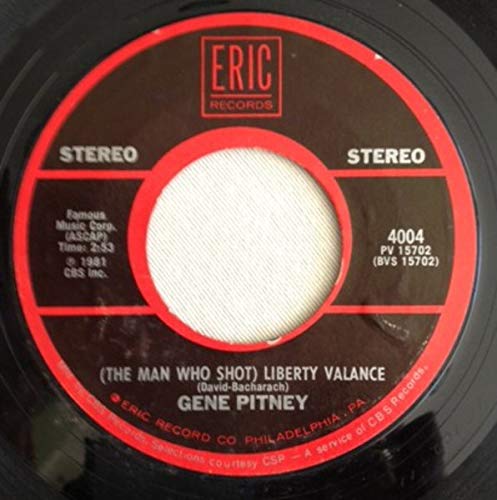 ERIC
RECORDS
STEREO
STEREO
Famous
Music Corp.
(ASCAP)
Time: 2:53
℗ 1981
CBS Inc.
4004
PV 15702
(BVS 15702)
(THE MAN WHO SHOT) LIBERTY VALANCE
(David-Bacharach)
GENE PITNEY
ERIC RECORD CO. PHILADELPHIA, PA.
Selections courtesy CSP - A service of CBS Records.